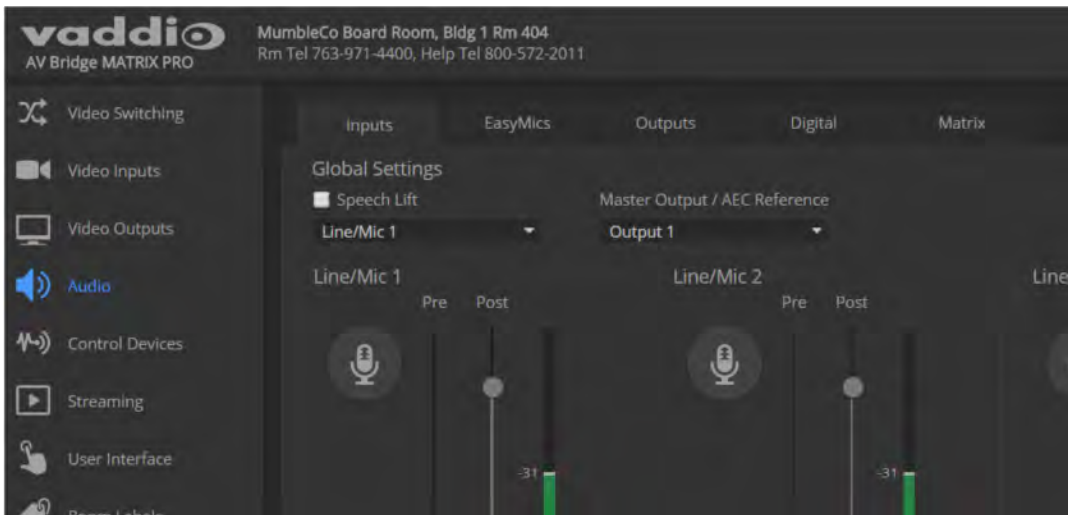 vaddio
AV Bridge MATRIX PRO
MumbleCo Board Room, Bldg 1 Rm 404
Rm Tel 763-971-4400, Help Tel 800-572-2011
Video Switching
Video Inputs
Video Outputs
Audio
Control Devices
Streaming
User Interface
Room Labels
Inputs
EasyMics
Outputs
Digital
Matrix
Global Settings
Speech Lift
Master Output / AEC Reference
Line/Mic 1
Output 1
Line/Mic 1
Line/Mic 2
Line
Pre
Post
Pre
Post
-31
-31